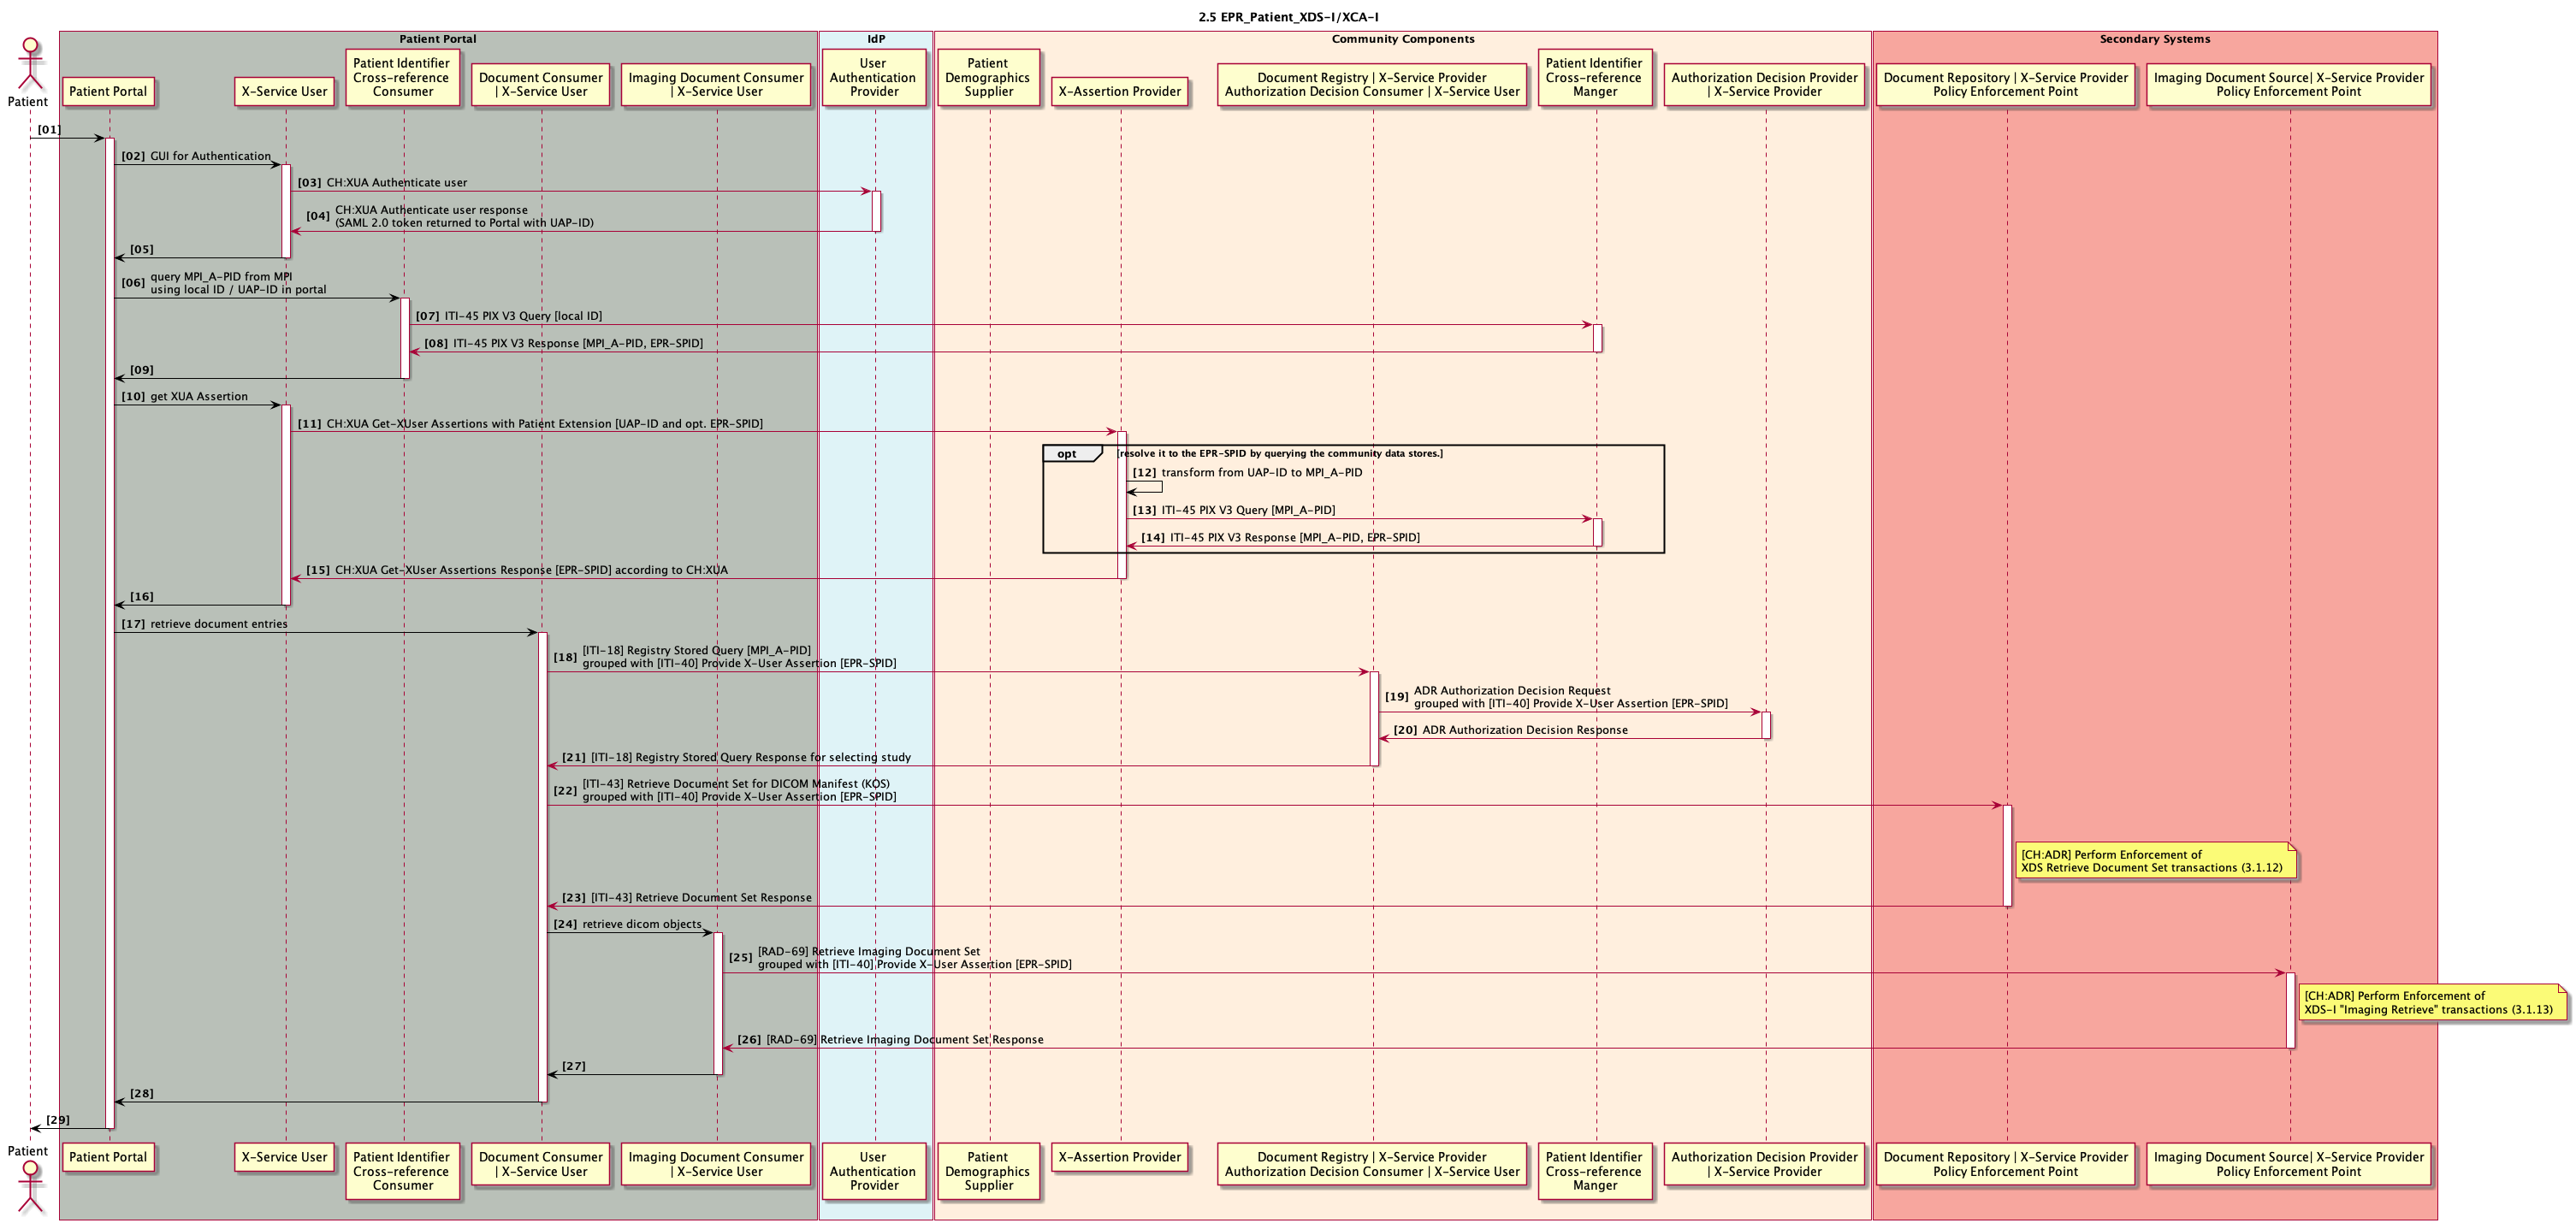 2.5 EPR_Patient_XDS-I/XCA-I
Patient Portal
IdP
Community Components
Secondary Systems
Patient
Patient Portal
X-Service User
Patient Identifier
Cross-reference
Consumer
Document Consumer
| X-Service User
Imaging Document Consumer
| X-Service User
User
Authentication
Provider
Patient
Demographics
Supplier
X-Assertion Provider
Document Registry | X-Service Provider
Authorization Decision Consumer | X-Service User
Patient Identifier
Cross-reference
Manger
Authorization Decision Provider
| X-Service Provider
Document Repository | X-Service Provider
Policy Enforcement Point
Imaging Document Source| X-Service Provider
Policy Enforcement Point
[01]
[02] GUI for Authentication
[03] CH:XUA Authenticate user
[04] CH:XUA Authenticate user response
(SAML 2.0 token returned to Portal with UAP-ID)
[05]
[06] query MPI_A-PID from MPI
using local ID / UAP-ID in portal
[07] ITI-45 PIX V3 Query [local ID]
[08] ITI-45 PIX V3 Response [MPI_A-PID, EPR-SPID]
[09]
[10] get XUA Assertion
[11] CH:XUA Get-XUser Assertions with Patient Extension [UAP-ID and opt. EPR-SPID]
opt [resolve it to the EPR-SPID by querying the community data stores.]
[12] transform from UAP-ID to MPI_A-PID
[13] ITI-45 PIX V3 Query [MPI_A-PID]
[14] ITI-45 PIX V3 Response [MPI_A-PID, EPR-SPID]
[15] CH:XUA Get-XUser Assertions Response [EPR-SPID] according to CH:XUA
[16]
[17] retrieve document entries
[18] [ITI-18] Registry Stored Query [MPI_A-PID]
grouped with [ITI-40] Provide X-User Assertion [EPR-SPID]
[19] ADR Authorization Decision Request
grouped with [ITI-40] Provide X-User Assertion [EPR-SPID]
[20] ADR Authorization Decision Response
[21] [ITI-18] Registry Stored Query Response for selecting study
[22] [ITI-43] Retrieve Document Set for DICOM Manifest (KOS)
grouped with [ITI-40] Provide X-User Assertion [EPR-SPID]
[CH:ADR] Perform Enforcement of
XDS Retrieve Document Set transactions (3.1.12)
[23] [ITI-43] Retrieve Document Set Response
[24] retrieve dicom objects
[25] [RAD-69] Retrieve Imaging Document Set
grouped with [ITI-40] Provide X-User Assertion [EPR-SPID]
[CH:ADR] Perform Enforcement of
XDS-I "Imaging Retrieve" transactions (3.1.13)
[26] [RAD-69] Retrieve Imaging Document Set Response
[27]
[28]
[29]
Patient
Patient Portal
X-Service User
Patient Identifier
Cross-reference
Consumer
Document Consumer
| X-Service User
Imaging Document Consumer
| X-Service User
User
Authentication
Provider
Patient
Demographics
Supplier
X-Assertion Provider
Document Registry | X-Service Provider
Authorization Decision Consumer | X-Service User
Patient Identifier
Cross-reference
Manger
Authorization Decision Provider
| X-Service Provider
Document Repository | X-Service Provider
Policy Enforcement Point
Imaging Document Source| X-Service Provider
Policy Enforcement Point